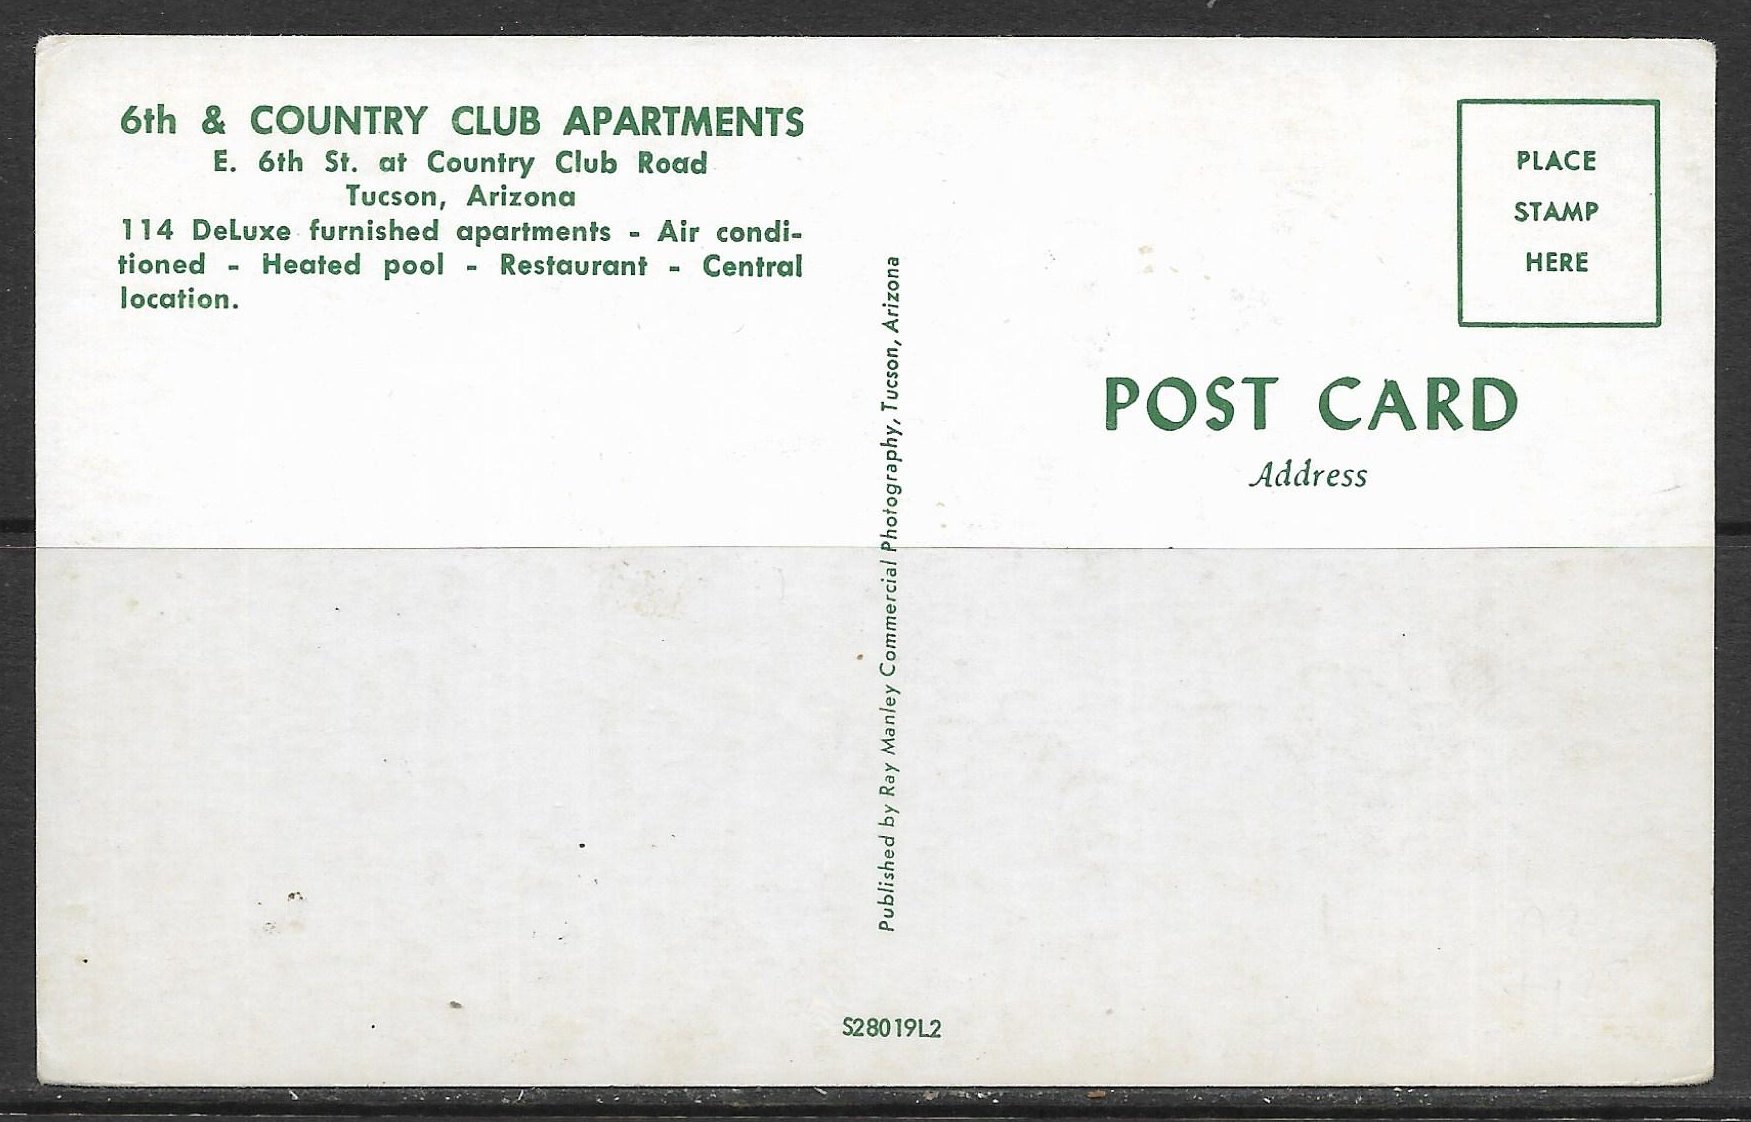 6th & COUNTRY CLUB APARTMENTS
E. 6th St. at Country Club Road
Tucson, Arizona
114 DeLuxe furnished apartments - Air condi-
tioned - Heated pool - Restaurant - Central
location.
Published by Ray Manley Commercial Photography, Tucson, Arizona
S28019L2
PLACE
STAMP
HERE
POST CARD
Address